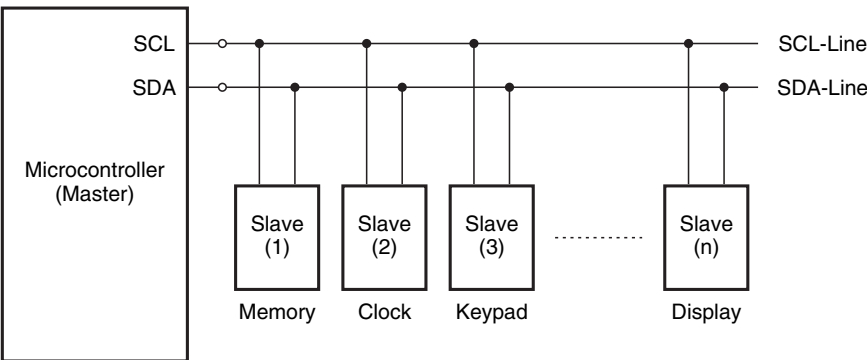 SCL
SCL-Line
SDA
SDA-Line
Microcontroller
(Master)
Slave
(1)
Slave
(2)
Slave
(3)
Slave
(n)
Memory
Clock
Keypad
Display